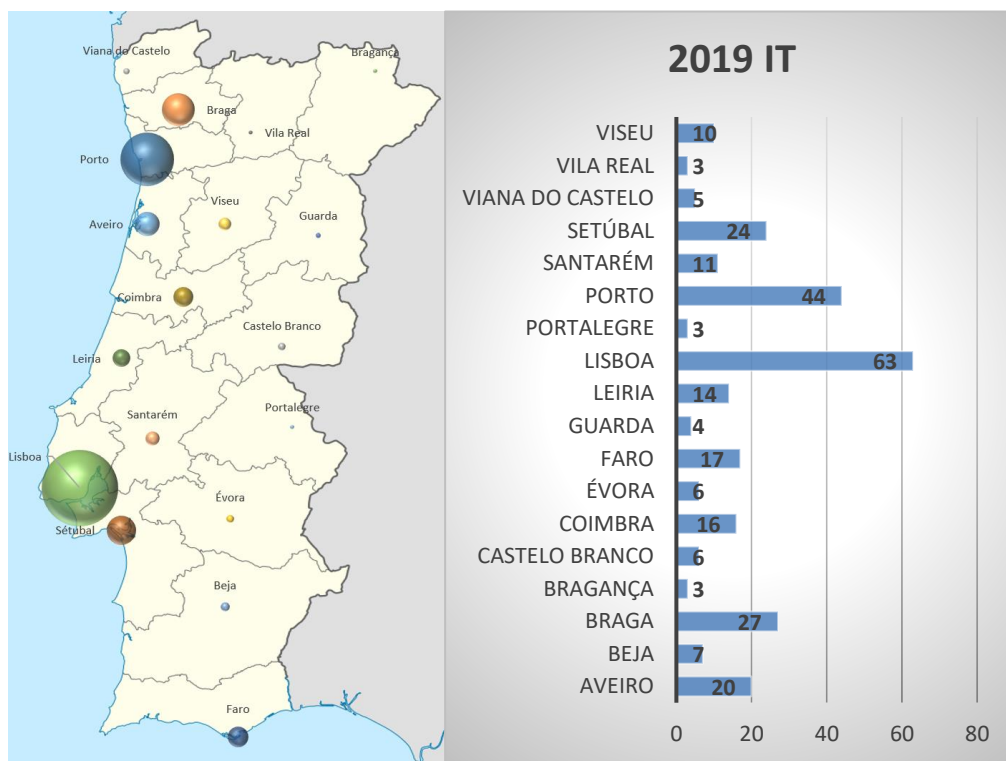 Viana do Castelo
Bragança
Braga
Vila Real
Porto
Viseu
Aveiro
Guarda
Coimbra
Castelo Branco
Leiria
Portalegre
Santarém
Lisboa
Évora
Sétubal
Beja
Faro
2019 IT
VISEU 10
VILA REAL 3
VIANA DO CASTELO 5
SETÚBAL 24
SANTARÉM 11
PORTO 44
PORTALEGRE 3
LISBOA 63
LEIRIA 14
GUARDA 4
FARO 17
ÉVORA 6
COIMBRA 16
CASTELO BRANCO 6
BRAGANÇA 3
BRAGA 27
BEJA 7
AVEIRO 20
0 20 40 60 80